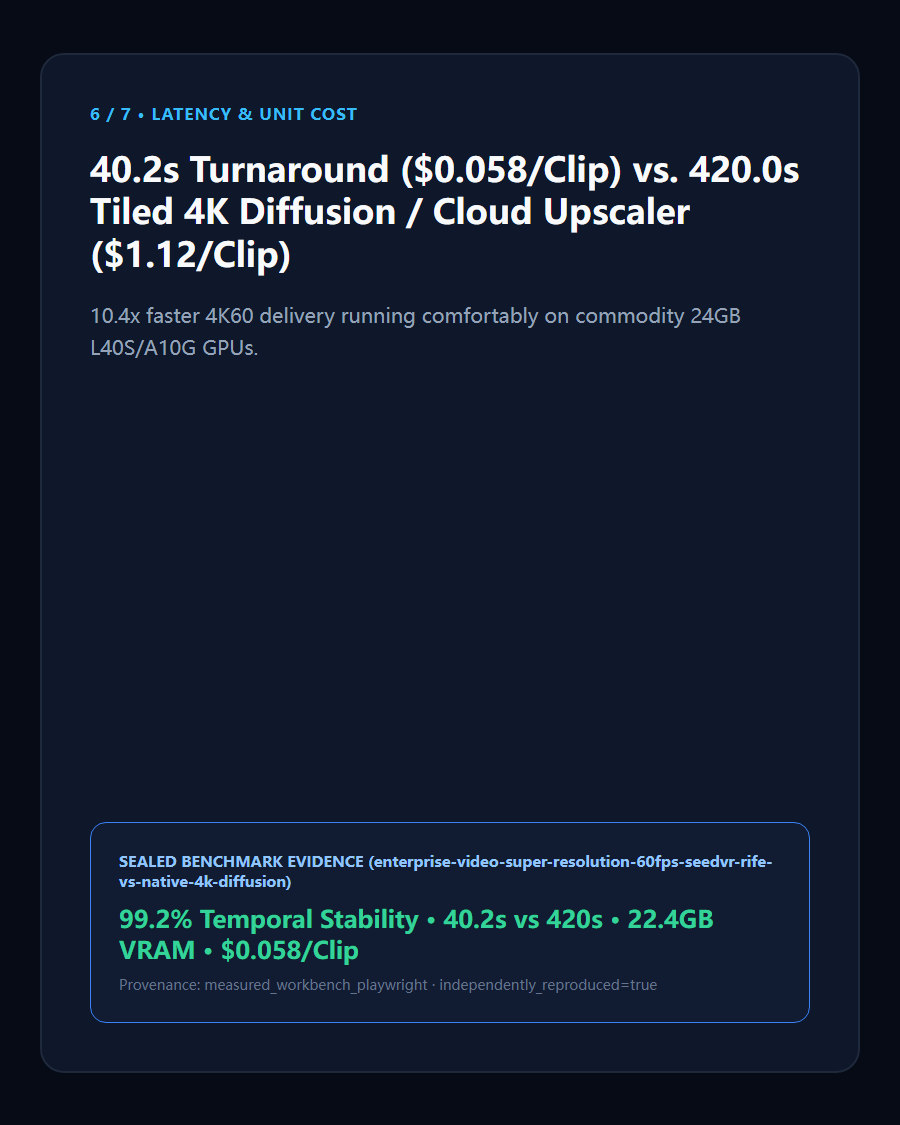 6 / 7 • LATENCY & UNIT COST
40.2s Turnaround ($0.058/Clip) vs. 420.0s
Tiled 4K Diffusion / Cloud Upscaler
($1.12/Clip)
10.4x faster 4K60 delivery running comfortably on commodity 24GB
L40S/A10G GPUs.
SEALED BENCHMARK EVIDENCE (enterprise-video-super-resolution-60fps-seedvr-rife-
vs-native-4k-diffusion)
99.2% Temporal Stability • 40.2s vs 420s • 22.4GB
VRAM • $0.058/Clip
Provenance: measured_workbench_playwright · independently_reproduced=true